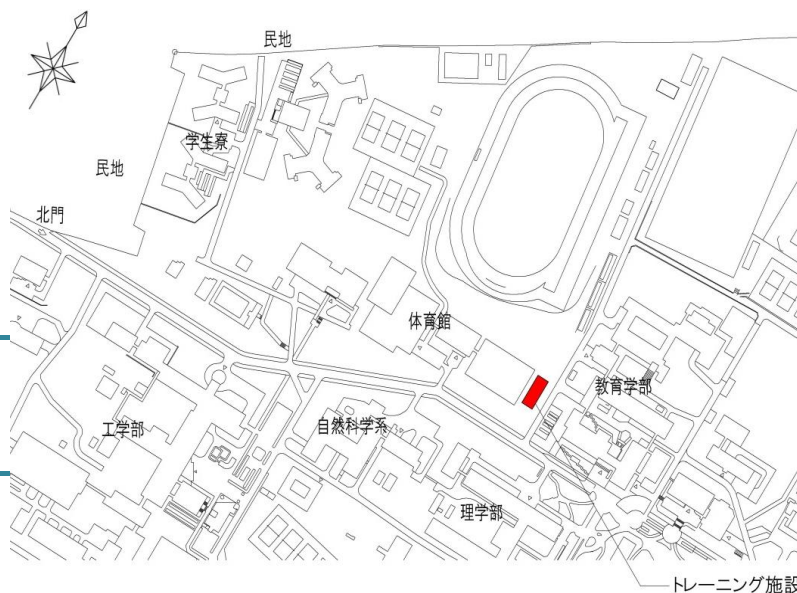 民地
学生寮
民地
北門
体育館
教育学部
自然科学系
工学部
理学部
トレーニング施設